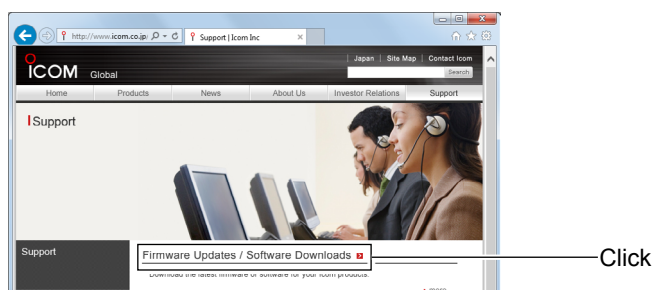 http://www.icom.co.jp/
Support | Icom Inc
Japan | Site Map | Contact Icom
ICOM Global
Search
Home Products News About Us Investor Relations Support
Support
Support
Firmware Updates / Software Downloads
Click
Download the latest firmware or software for your Icom products.
more